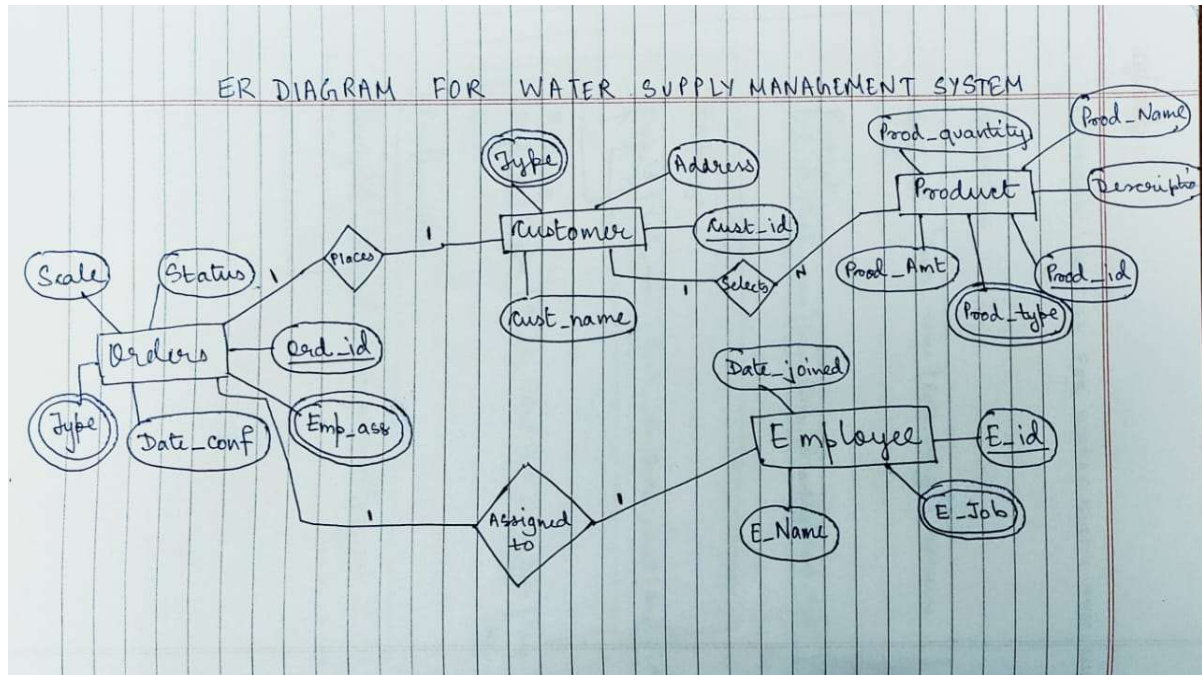 ER DIAGRAM FOR WATER SUPPLY MANAGEMENT SYSTEM
Prod_Name
Prod_quantity
Type
Address
Product
Descriptio
Customer
Cust_id
Places
1
1
Scale
Status
Prod_Amt
Prod_id
Selects
1
N
Cust_name
Prod_type
Orders
Ord_id
Date_joined
Type
Date_conf
Emp_ass
Employee
E_id
Assigned
to
1
1
E_Name
E_Job